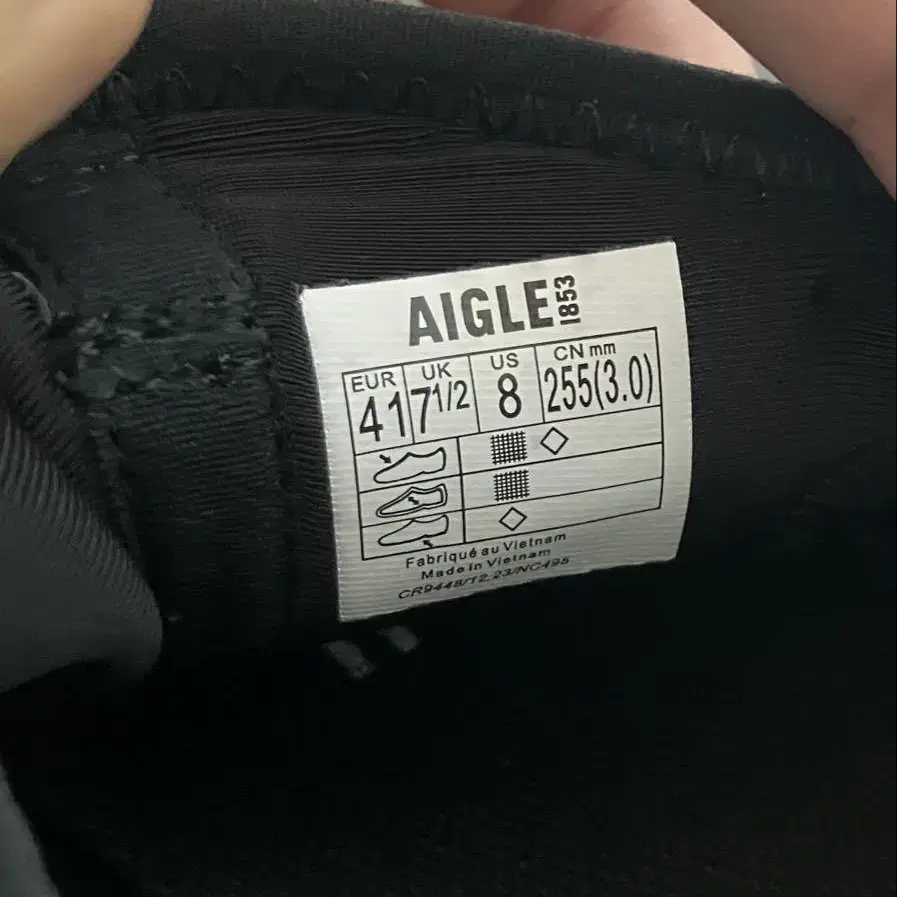 AIGLE 1853
EUR UK US CN mm
41 7 1/2 8 255(3.0)
Fabriqué au Vietnam
Made in Vietnam
CR9448/12.23/NC495